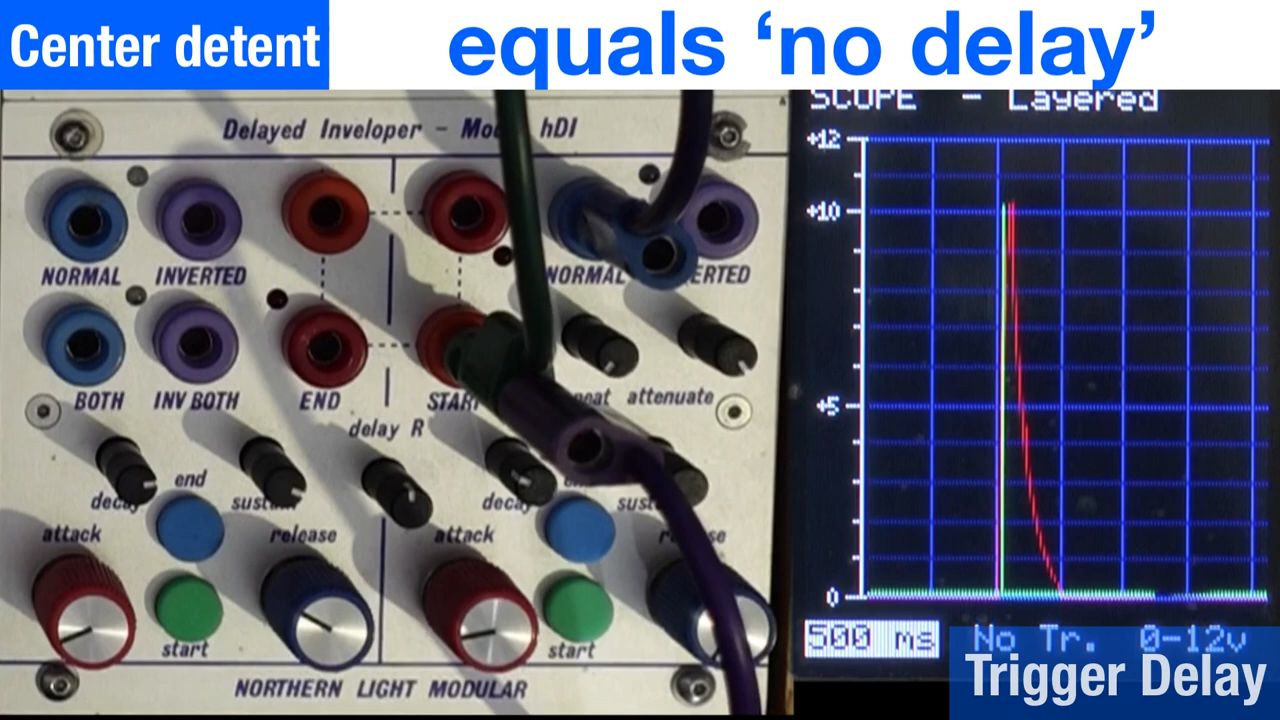 Center detent
equals ‘no delay’
Delayed Inveloper - Mo hDI
SCOPE - Layered
+12
+10
+5
0
NORMAL INVERTED
NORMAL ERTED
BOTH INV BOTH END START
attenuate
delay R
decay end sustain
decay sust
attack release
attack
start
start
NORTHERN LIGHT MODULAR
500 ms No Tr. 0-12v
Trigger Delay